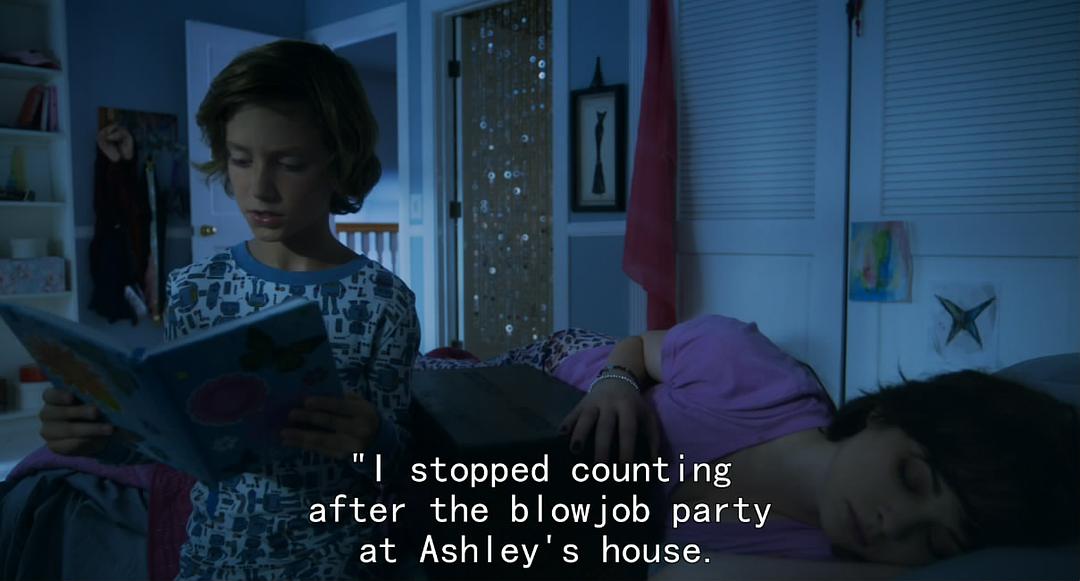 "I stopped counting
after the blowjob party
at Ashley's house.